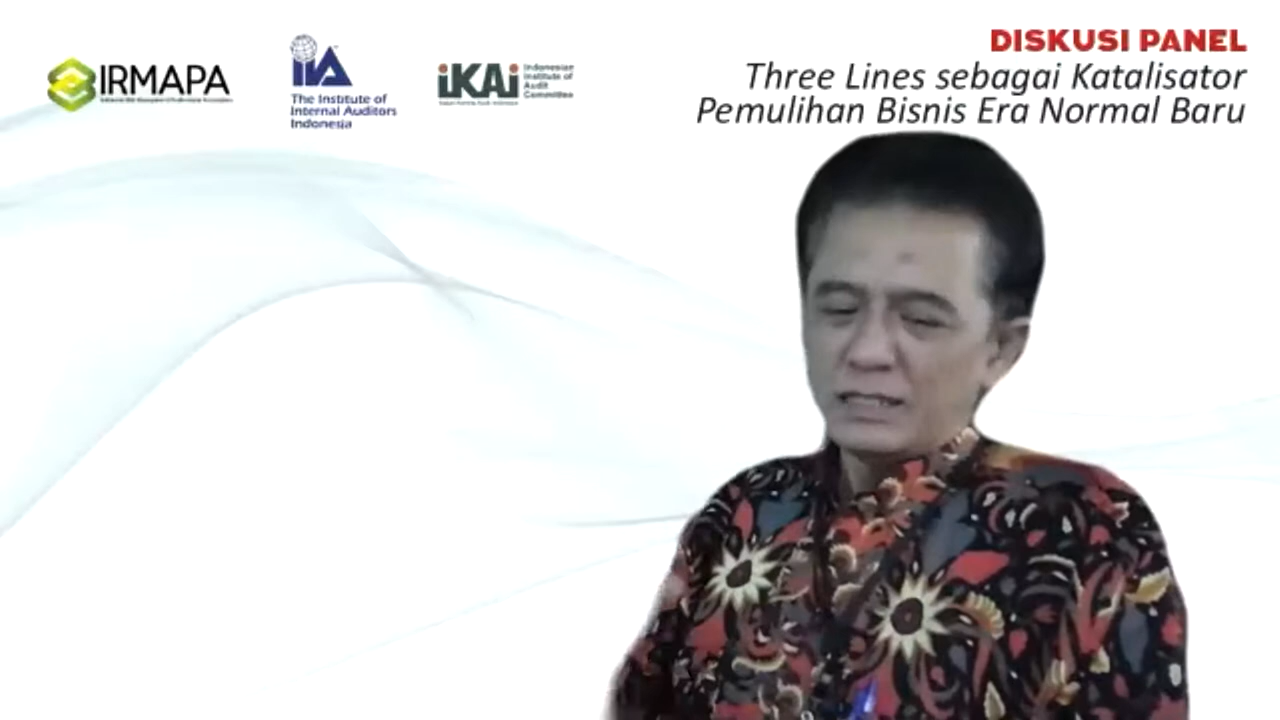 IRMAPA
IIA
The Institute of
Internal Auditors
Indonesia
iKAi
Indonesian
Institute of
Audit
Committee
DISKUSI PANEL
Three Lines sebagai Katalisator
Pemulihan Bisnis Era Normal Baru